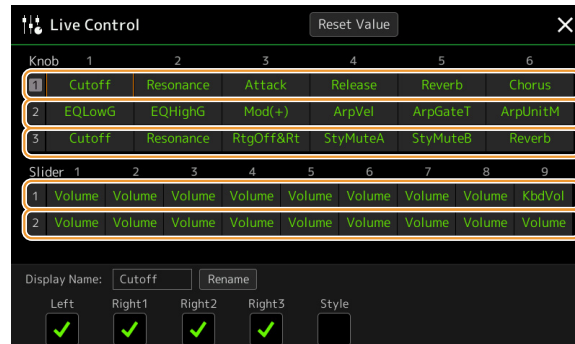 Live Control Reset Value
Knob 1 2 3 4 5 6
1 Cutoff Resonance Attack Release Reverb Chorus
2 EQLowG EQHighG Mod(+) ArpVel ArpGateT ArpUnitM
3 Cutoff Resonance RtgOff&Rt StyMuteA StyMuteB Reverb
Slider 1 2 3 4 5 6 7 8 9
1 Volume Volume Volume Volume Volume Volume Volume Volume KbdVol
2 Volume Volume Volume Volume Volume Volume Volume Volume Volume
Display Name: Cutoff Rename
Left Right1 Right2 Right3 Style